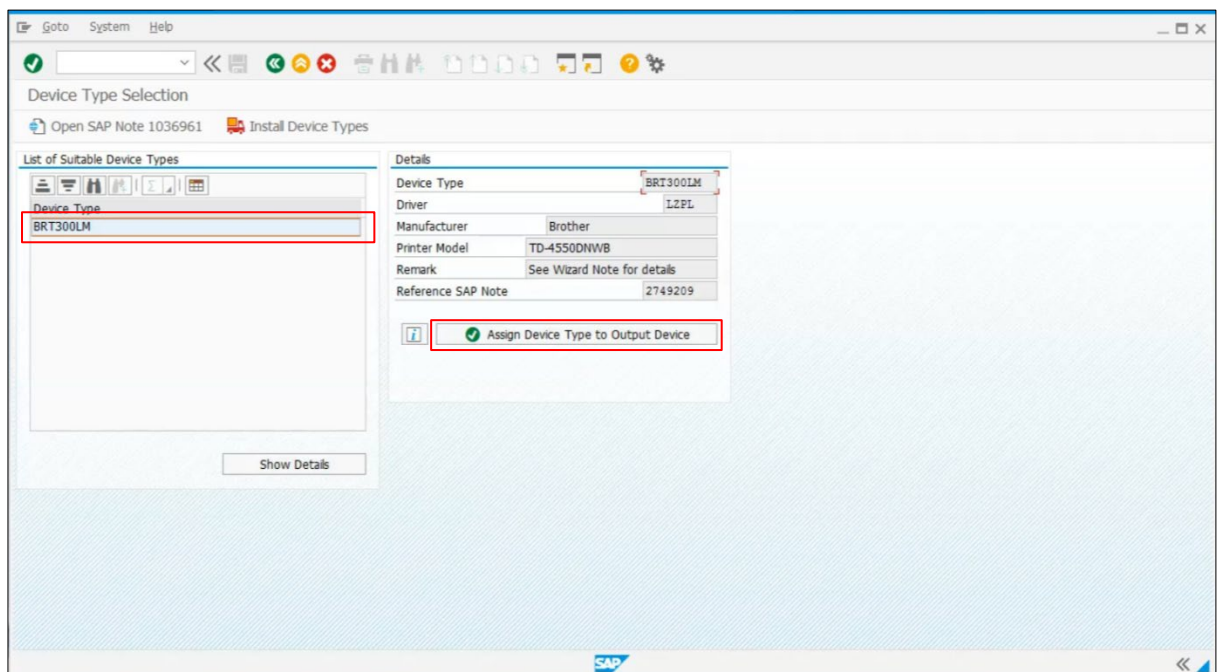 Goto System Help
Device Type Selection
Open SAP Note 1036961 Install Device Types
List of Suitable Device Types
Device Type
BRT300LM
Show Details
Details
Device Type BRT300LM
Driver LZPL
Manufacturer Brother
Printer Model TD-4550DNWB
Remark See Wizard Note for details
Reference SAP Note 2749209
Assign Device Type to Output Device
SAP